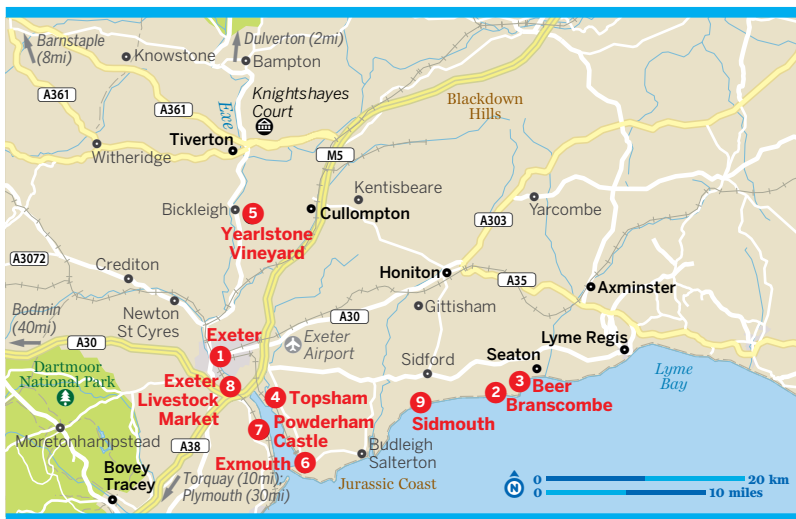 Barnstaple
(8mi)
Dulverton (2mi)
Knowstone
Bampton
A361
A361
Knightshayes
Court
Exe
Blackdown
Hills
Tiverton
Witheridge
M5
Kentisbeare
Bickleigh
5
Yearlstone
Vineyard
Cullompton
A303
Yarcombe
A3072
Crediton
Honiton
A35
Axminster
Bodmin
(40mi)
Newton
St Cyres
Gittisham
A30
A30
Exeter
1
Exeter
Airport
Lyme Regis
Sidford
Seaton
Lyme
Bay
Dartmoor
National Park
Exeter
Livestock
Market
8
4
Topsham
3
Beer
2
Branscombe
9
Sidmouth
7
Powderham
Castle
Moretonhampstead
A38
Exmouth
6
Budleigh
Salterton
Bovey
Tracey
Torquay (10mi);
Plymouth (30mi)
Jurassic Coast
N
0 20 km
0 10 miles